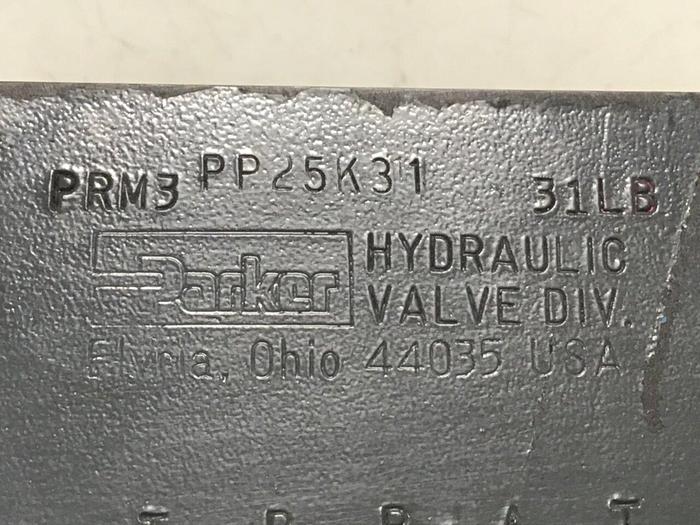 PRM3 PP25K31 31LB
Parker HYDRAULIC
VALVE DIV.
Elyria, Ohio 44035 USA
T P B A T